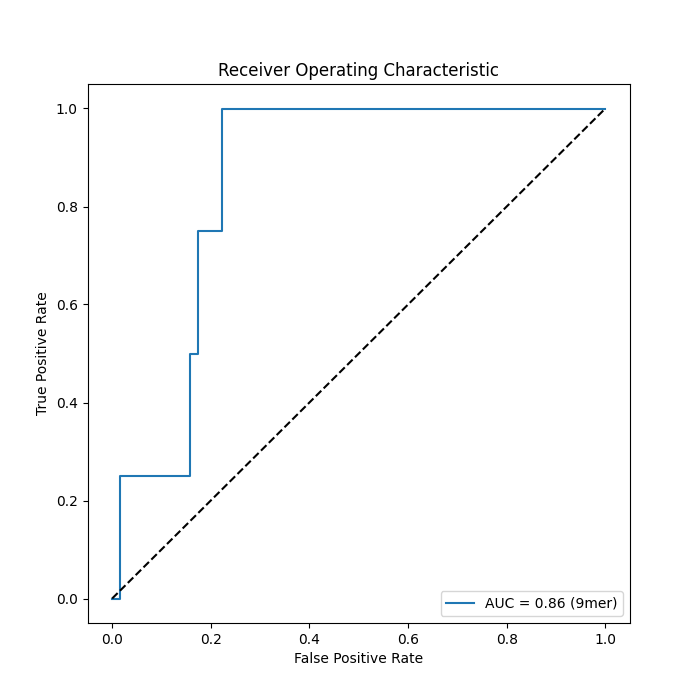 Receiver Operating Characteristic
True Positive Rate
1.0
0.8
0.6
0.4
0.2
0.0
0.0 0.2 0.4 0.6 0.8 1.0
False Positive Rate
AUC = 0.86 (9mer)